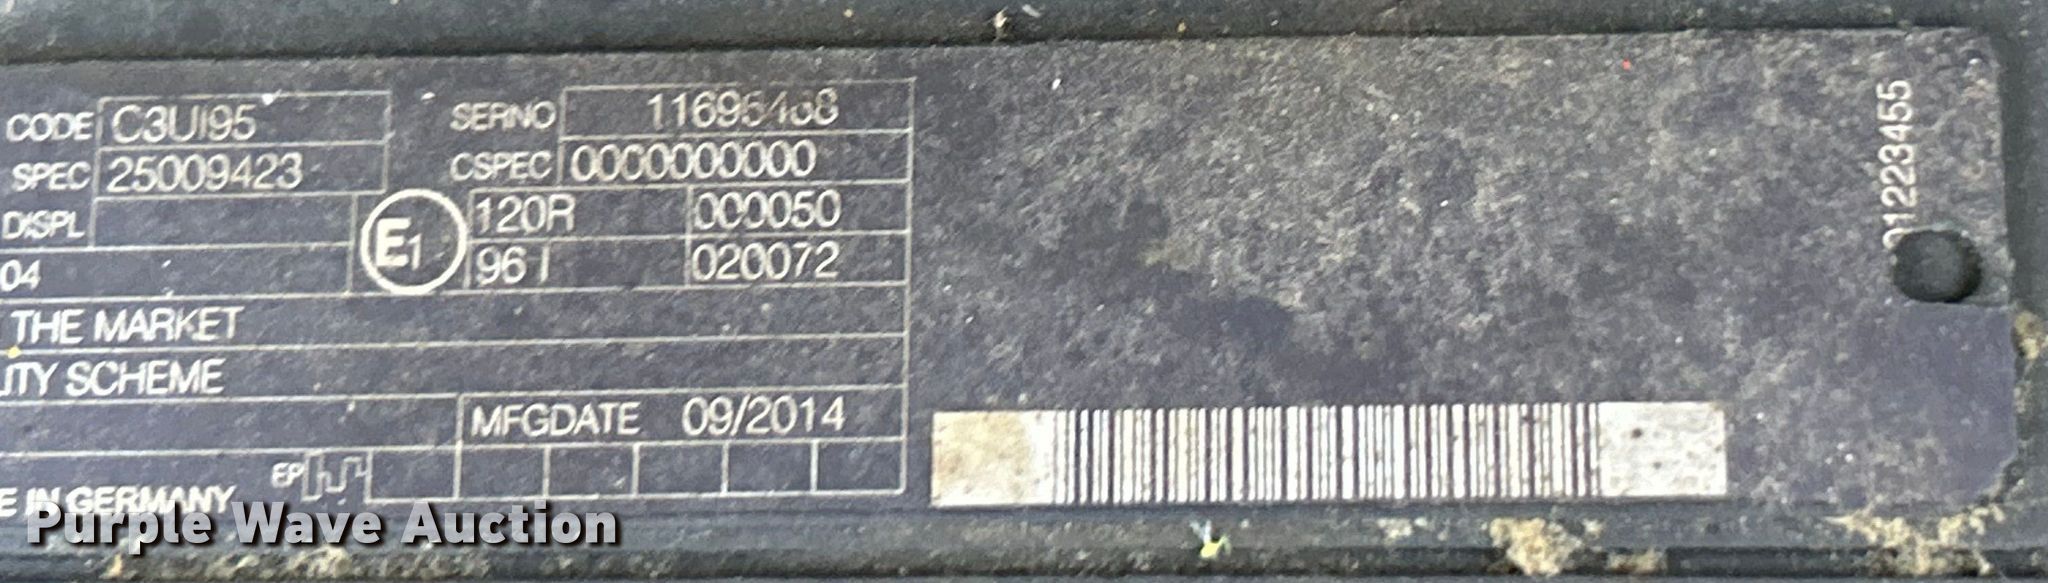 CODE C3UI95 SERNO
SPEC 25009423 CSPEC 0000000000
DISPL E1 120R 000050
04 96 I 020072
THE MARKET
ITY SCHEME
MFGDATE 09/2014
EP
E IN GERMANY
01223455
Purple Wave Auction